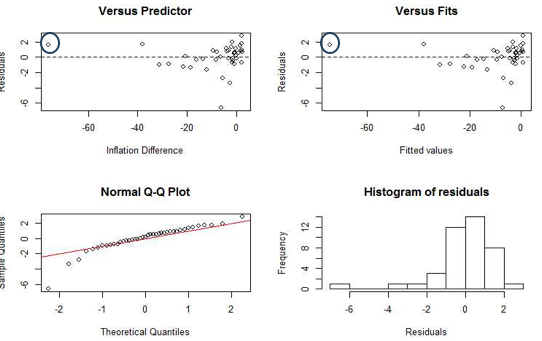 Versus Predictor
Residuals
2
0
-2
-6
-60
-40
-20
0
Inflation Difference
Versus Fits
Residuals
2
0
-2
-6
-60
-40
-20
0
Fitted values
Normal Q-Q Plot
Sample Quantiles
2
0
-2
-6
-2
-1
0
1
2
Theoretical Quantiles
Histogram of residuals
Frequency
12
8
4
0
-6
-4
-2
0
2
Residuals